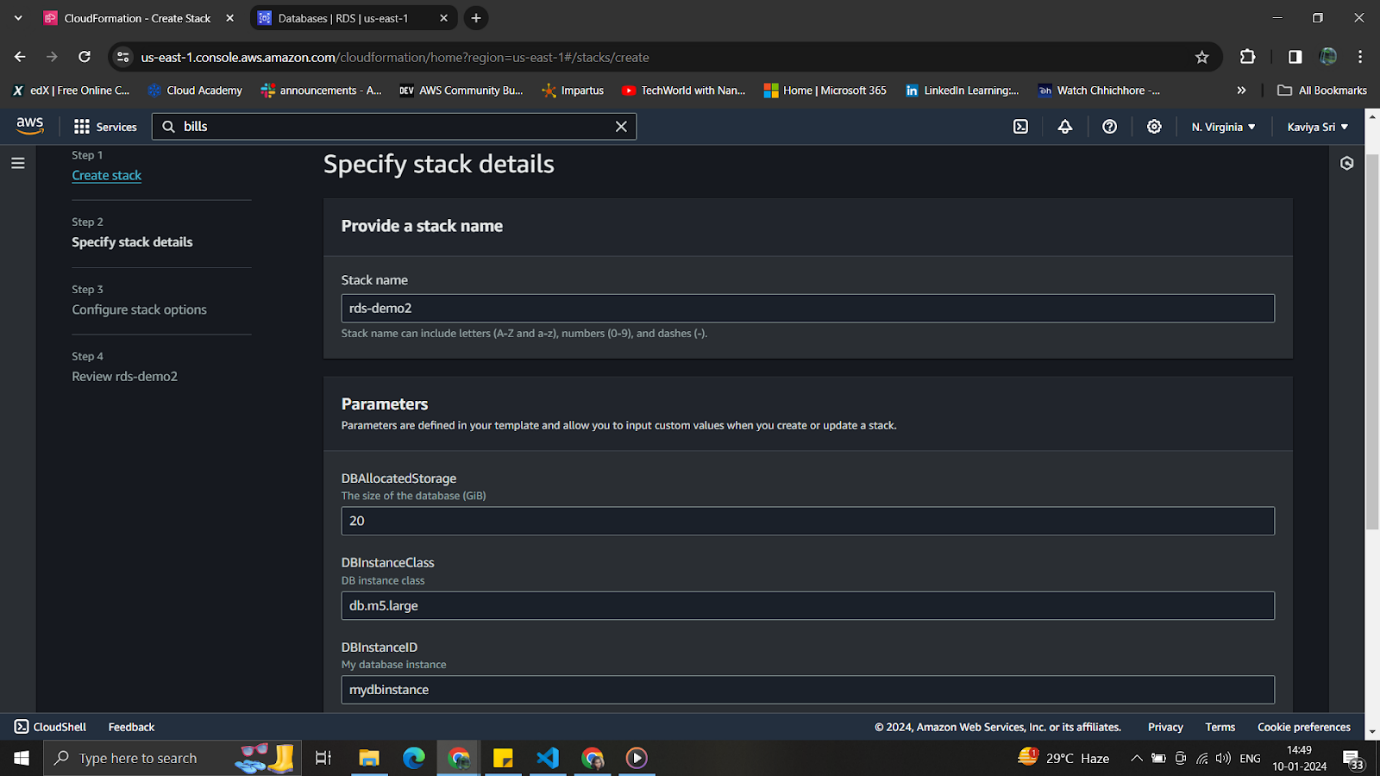 CloudFormation - Create Stack
Databases | RDS | us-east-1
us-east-1.console.aws.amazon.com/cloudformation/home?region=us-east-1#/stacks/create
edX | Free Online C...
Cloud Academy
announcements - A...
DEV
AWS Community Bu...
Impartus
TechWorld with Nan...
Home | Microsoft 365
in
LinkedIn Learning:...
ah
Watch Chhichhore -...
»
All Bookmarks
aws
Services
bills
N. Virginia
Kaviya Sri
Step 1
Create stack
Step 2
Specify stack details
Step 3
Configure stack options
Step 4
Review rds-demo2
Specify stack details
Provide a stack name
Stack name
rds-demo2
Stack name can include letters (A-Z and a-z), numbers (0-9), and dashes (-).
Parameters
Parameters are defined in your template and allow you to input custom values when you create or update a stack.
DBAllocatedStorage
The size of the database (GiB)
20
DBInstanceClass
DB instance class
db.m5.large
DBInstanceID
My database instance
mydbinstance
CloudShell
Feedback
© 2024, Amazon Web Services, Inc. or its affiliates.
Privacy
Terms
Cookie preferences
Type here to search
1
29°C Haze
ENG
14:49
10-01-2024
33